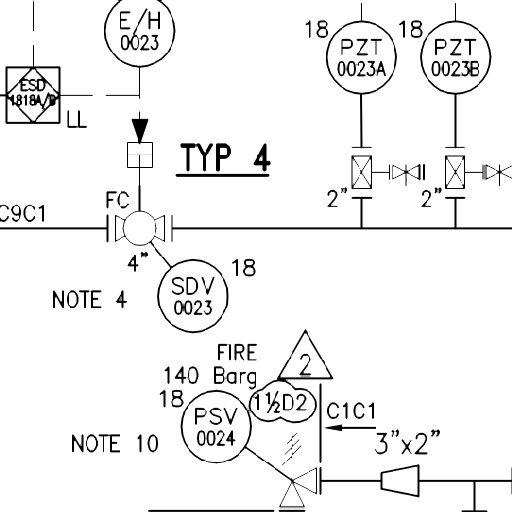 E/H
0023
18
PZT
0023A
18
PZT
0023B
ESD
1818A/B
LL
TYP 4
FC
2"
2"
C9C1
4"
18
SDV
0023
NOTE 4
FIRE
140 Barg
2
18
1½D2
PSV
0024
C1C1
NOTE 10
3"x2"